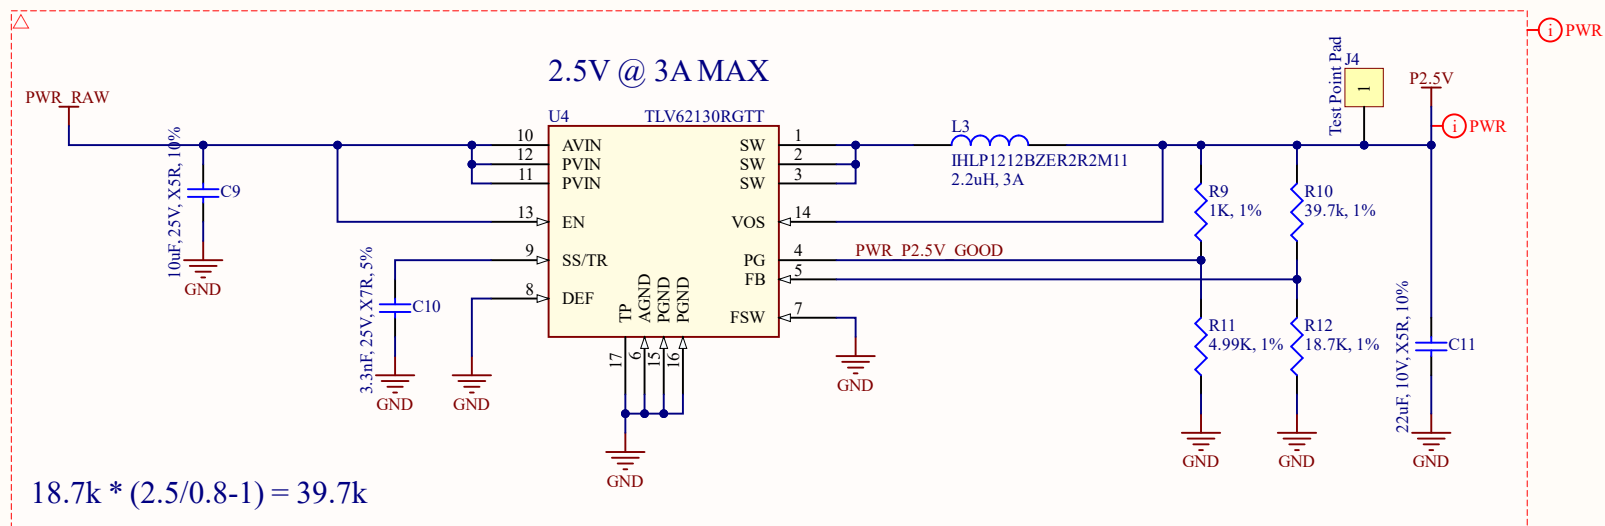 PWR
2.5V @ 3A MAX
PWR_RAW
U4
TLV62130RGTT
10
AVIN
12
PVIN
11
PVIN
13
EN
9
SS/TR
8
DEF
SW
1
SW
2
SW
3
VOS
14
PG
4
FB
5
FSW
7
TP
AGND
PGND
PGND
17
6
15
16
GND
10uF, 25V, X5R, 10%
C9
GND
3.3nF, 25V, X7R, 5%
C10
GND
GND
GND
L3
IHLP1212BZER2R2M11
2.2uH, 3A
PWR_P2.5V_GOOD
R9
1K, 1%
R10
39.7k, 1%
R11
4.99K, 1%
R12
18.7K, 1%
GND
GND
Test Point Pad
J4
1
P2.5V
PWR
22uF, 10V, X5R, 10%
C11
GND
18.7k * (2.5/0.8-1) = 39.7k